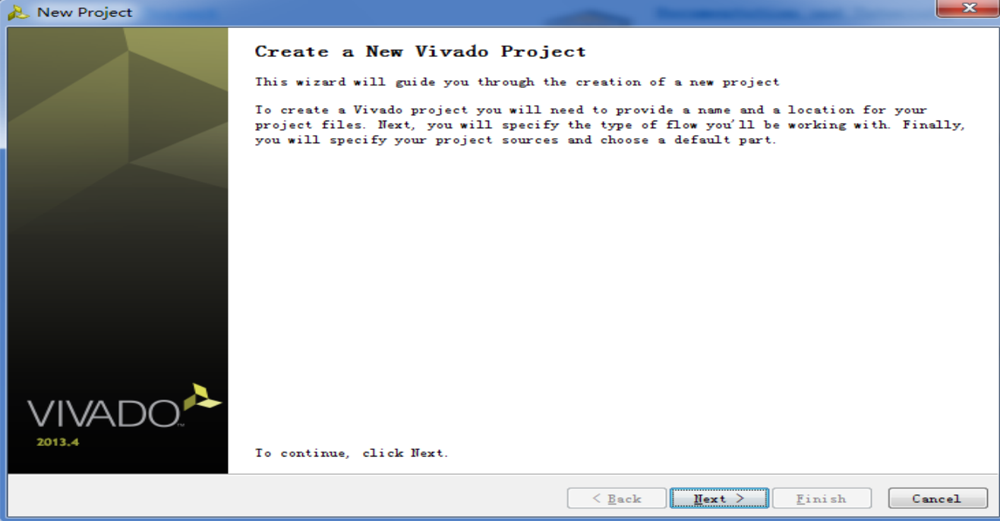 New Project
Create a New Vivado Project
This wizard will guide you through the creation of a new project
To create a Vivado project you will need to provide a name and a location for your
project files. Next, you will specify the type of flow you'll be working with. Finally,
you will specify your project sources and choose a default part.
VIVADO™
2013.4
To continue, click Next.
< Back Next > Finish Cancel